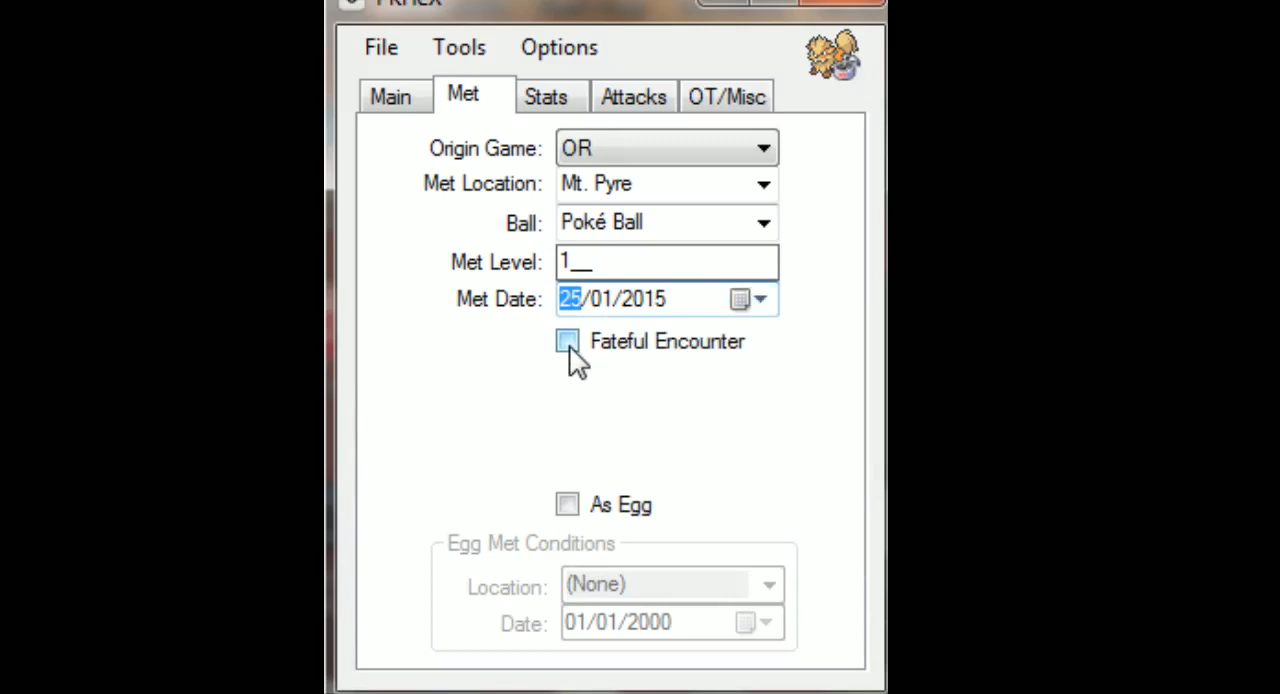 PKHeX
File Tools Options
Main Met Stats Attacks OT/Misc
Origin Game: OR
Met Location: Mt. Pyre
Ball: Poké Ball
Met Level: 1__
Met Date: 25/01/2015
Fateful Encounter
As Egg
Egg Met Conditions
Location: (None)
Date: 01/01/2000